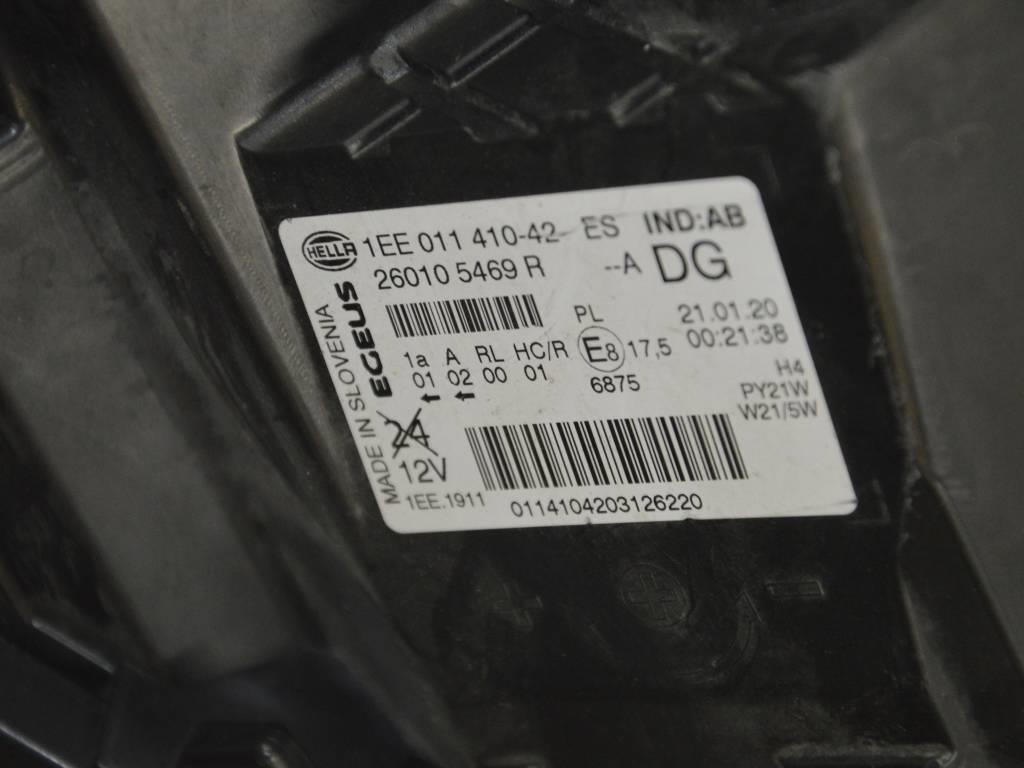 HELLA 1EE 011 410-42- ES IND:AB
26010 5469 R --A DG
MADE IN SLOVENIA
EGEUS
PL 21.01.20
00:21:38
1a A RL HC/R E8 17,5
01 02 00 01 6875
H4
PY21W
W21/5W
24
12V
1EE.1911
0114104203126220